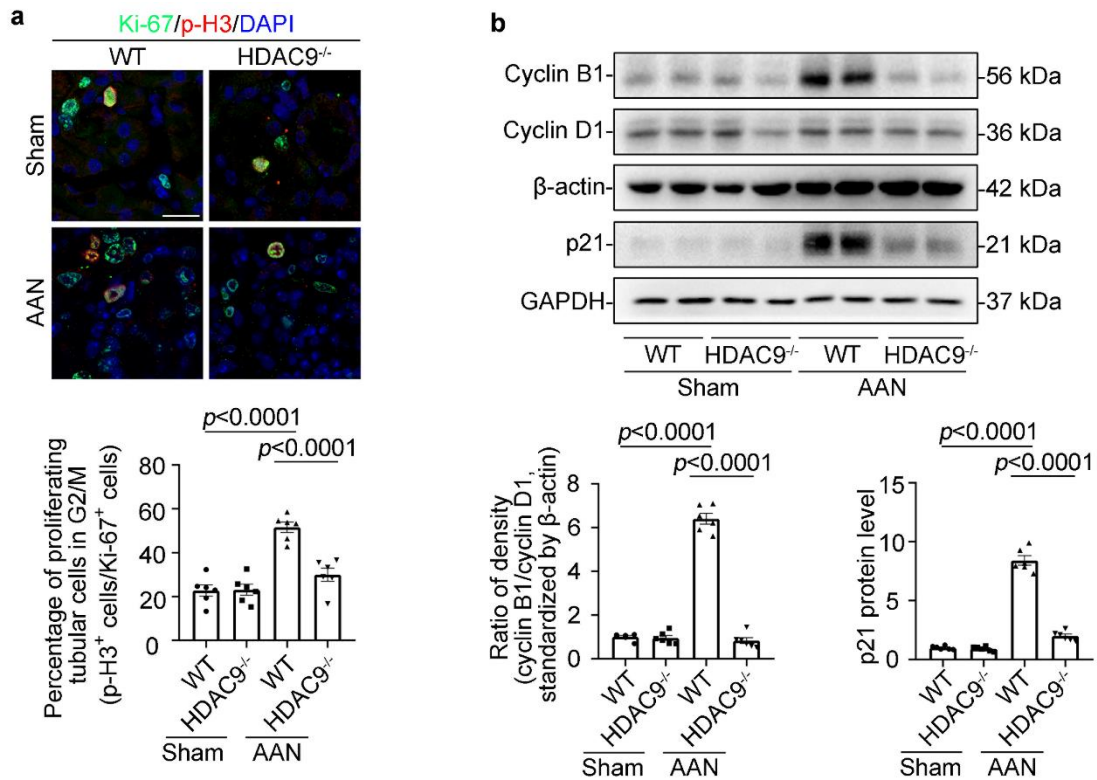 a
Ki-67/p-H3/DAPI
WT HDAC9-/-
Sham
AAN
p<0.0001
p<0.0001
Percentage of proliferating
tubular cells in G2/M
(p-H3+ cells/Ki-67+ cells)
80
60
40
20
0
WT
HDAC9-/-
WT
HDAC9-/-
Sham AAN
b
Cyclin B1 56 kDa
Cyclin D1 36 kDa
β-actin 42 kDa
p21 21 kDa
GAPDH 37 kDa
WT HDAC9-/- WT HDAC9-/-
Sham AAN
p<0.0001
p<0.0001
Ratio of density
(cyclin B1/cyclin D1,
standardized by β-actin)
8
6
4
2
0
WT
HDAC9-/-
WT
HDAC9-/-
Sham AAN
p<0.0001
p<0.0001
p21 protein level
15
10
5
0
WT
HDAC9-/-
WT
HDAC9-/-
Sham AAN